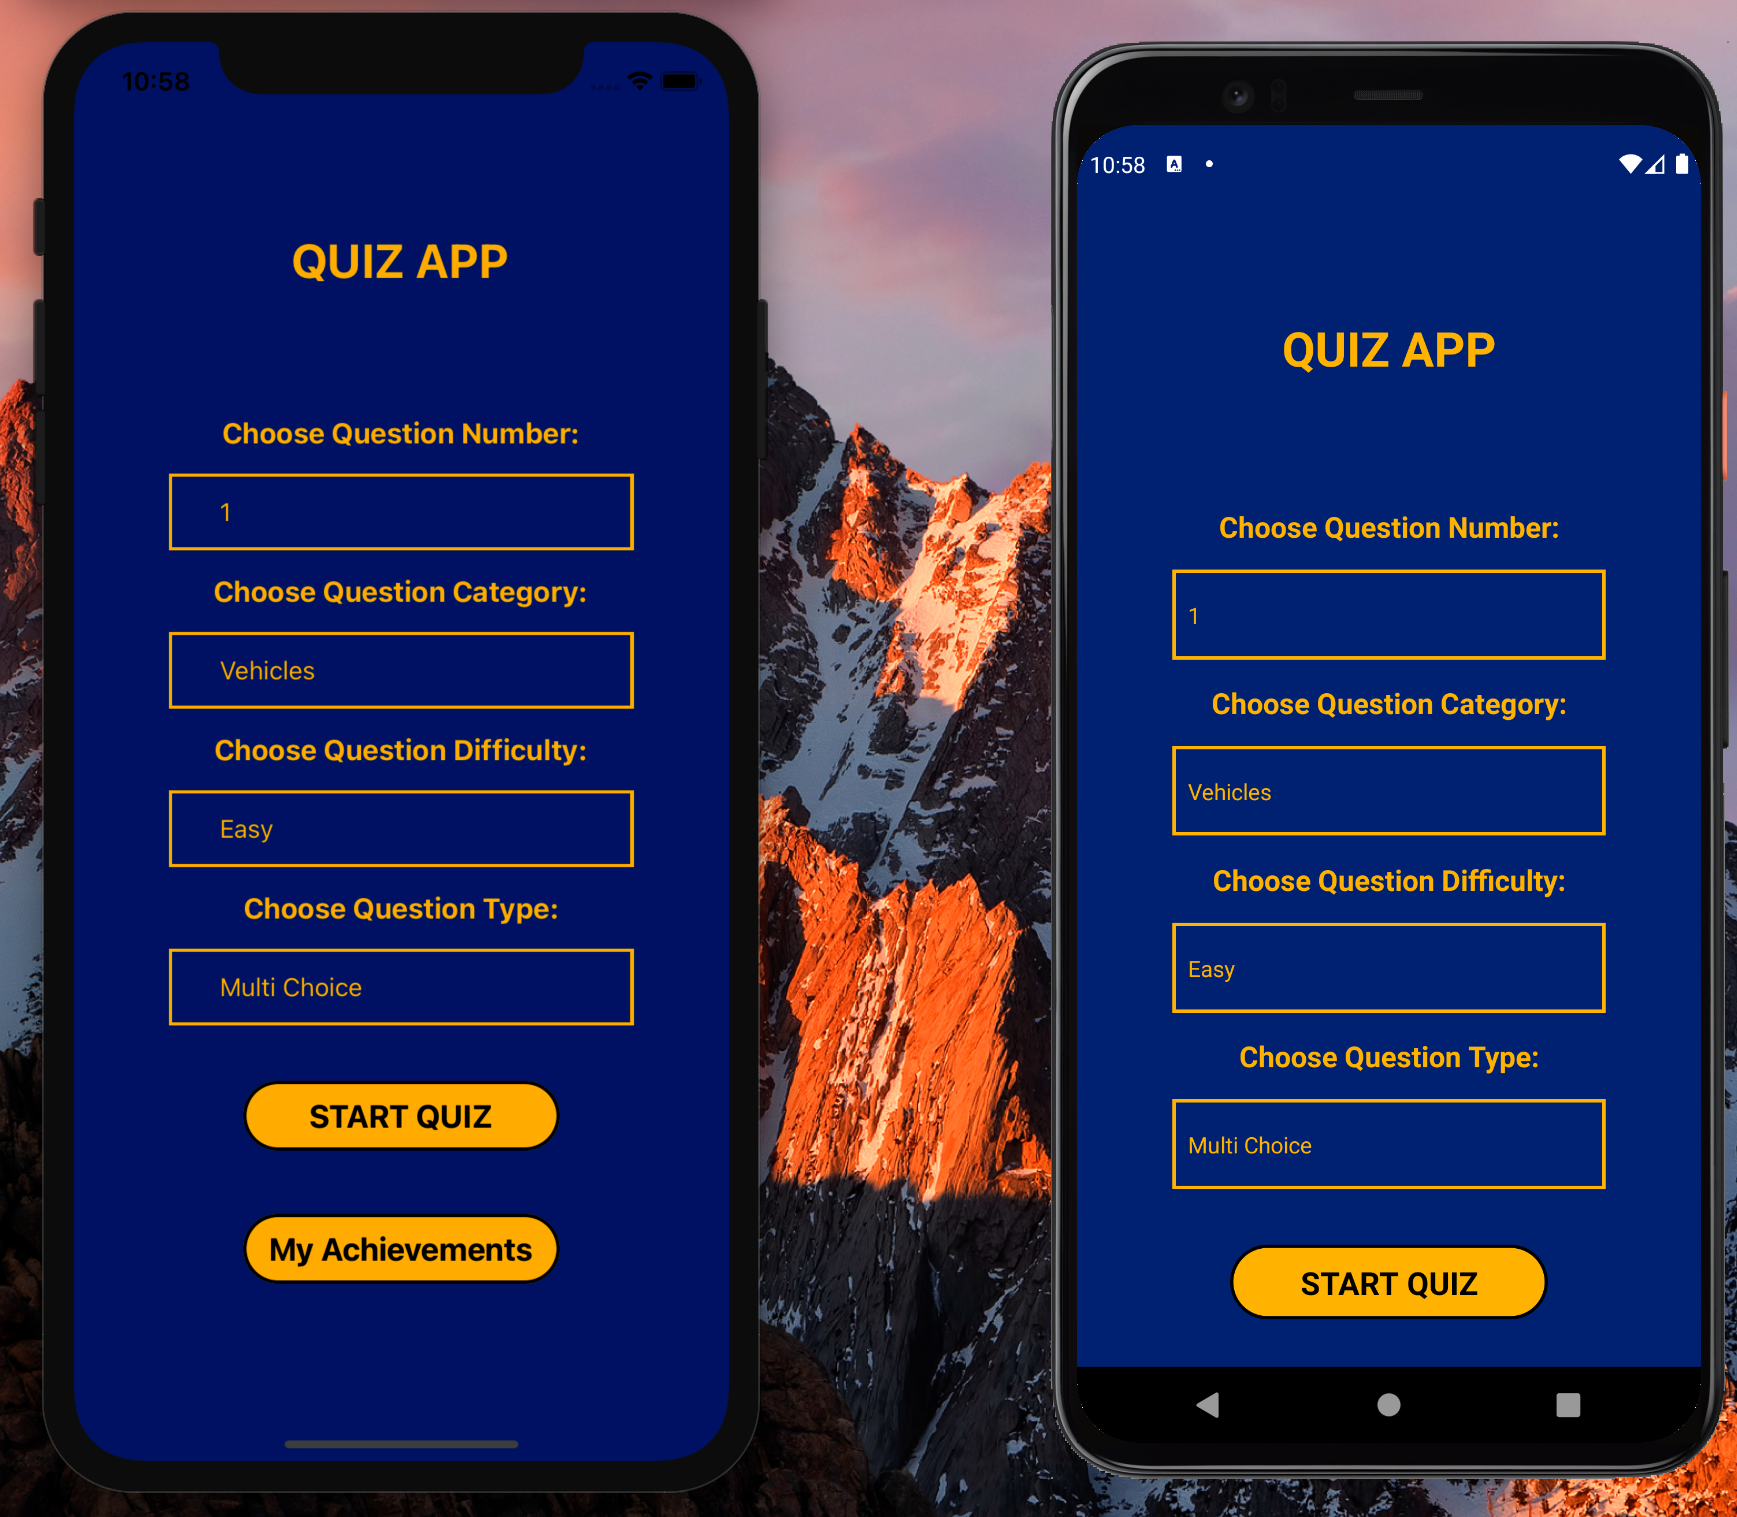 10:58
QUIZ APP
Choose Question Number:
1
Choose Question Category:
Vehicles
Choose Question Difficulty:
Easy
Choose Question Type:
Multi Choice
START QUIZ
My Achievements
10:58 A
QUIZ APP
Choose Question Number:
1
Choose Question Category:
Vehicles
Choose Question Difficulty:
Easy
Choose Question Type:
Multi Choice
START QUIZ